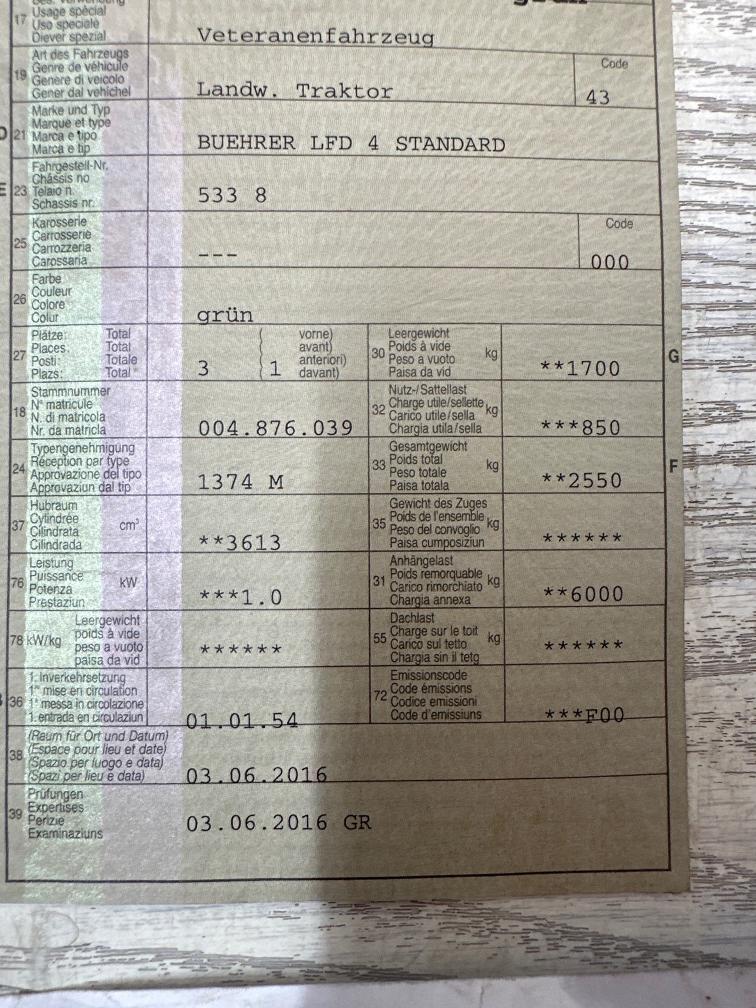 17 Usage spécial
Uso speciale
Diever spezial
Veteranenfahrzeug
19 Art des Fahrzeugs
Genre de véhicule
Genere di veicolo
Gener dal vehichel
Landw. Traktor
Code
43
D 21 Marke und Typ
Marque et type
Marca e tipo
Marca e tip
BUEHRER LFD 4 STANDARD
E 23 Fahrgestell-Nr.
Châssis no
Telaio n.
Schassis nr.
533 8
25 Karosserie
Carrosserie
Carrozzeria
Carossaria
---
Code
000
26 Farbe
Couleur
Colore
Colur
grün
27 Plätze: Total
Places: Total
Posti: Totale
Plazs: Total
3
1
vorne)
avant)
anteriori)
davant)
30 Leergewicht
Poids à vide
Peso a vuoto
Paisa da vid
kg
**1700
G
18 Stammnummer
N° matricule
N. di matricola
Nr. da matricla
004.876.039
32 Nutz-/Sattellast
Charge utile/sellette
Carico utile/sella
Chargia utila/sella
kg
***850
24 Typengenehmigung
Réception par type
Approvazione del tipo
Approvaziun dal tip
1374 M
33 Gesamtgewicht
Poids total
Peso totale
Paisa totala
kg
**2550
F
37 Hubraum
Cylindrée
Cilindrata
Cilindrada
cm³
**3613
35 Gewicht des Zuges
Poids de l'ensemble
Peso del convoglio
Paisa cumposiziun
kg
******
76 Leistung
Puissance
Potenza
Prestaziun
kW
***1.0
31 Anhängelast
Poids remorquable
Carico rimorchiato
Chargia annexa
kg
**6000
78 kW/kg Leergewicht
poids à vide
peso a vuoto
paisa da vid
******
55 Dachlast
Charge sur le toit
Carico sul tetto
Chargia sin il tetg
kg
******
36 1. Inverkehrsetzung
1re mise en circulation
1a messa in circolazione
1. entrada en circulaziun
01.01.54
72 Emissionscode
Code émissions
Codice emissioni
Code d'emissiuns
***F00
38 (Raum für Ort und Datum)
(Espace pour lieu et date)
(Spazio per luogo e data)
(Spazi per lieu e data)
03.06.2016
39 Prüfungen
Expertises
Perizie
Examinaziuns
03.06.2016 GR